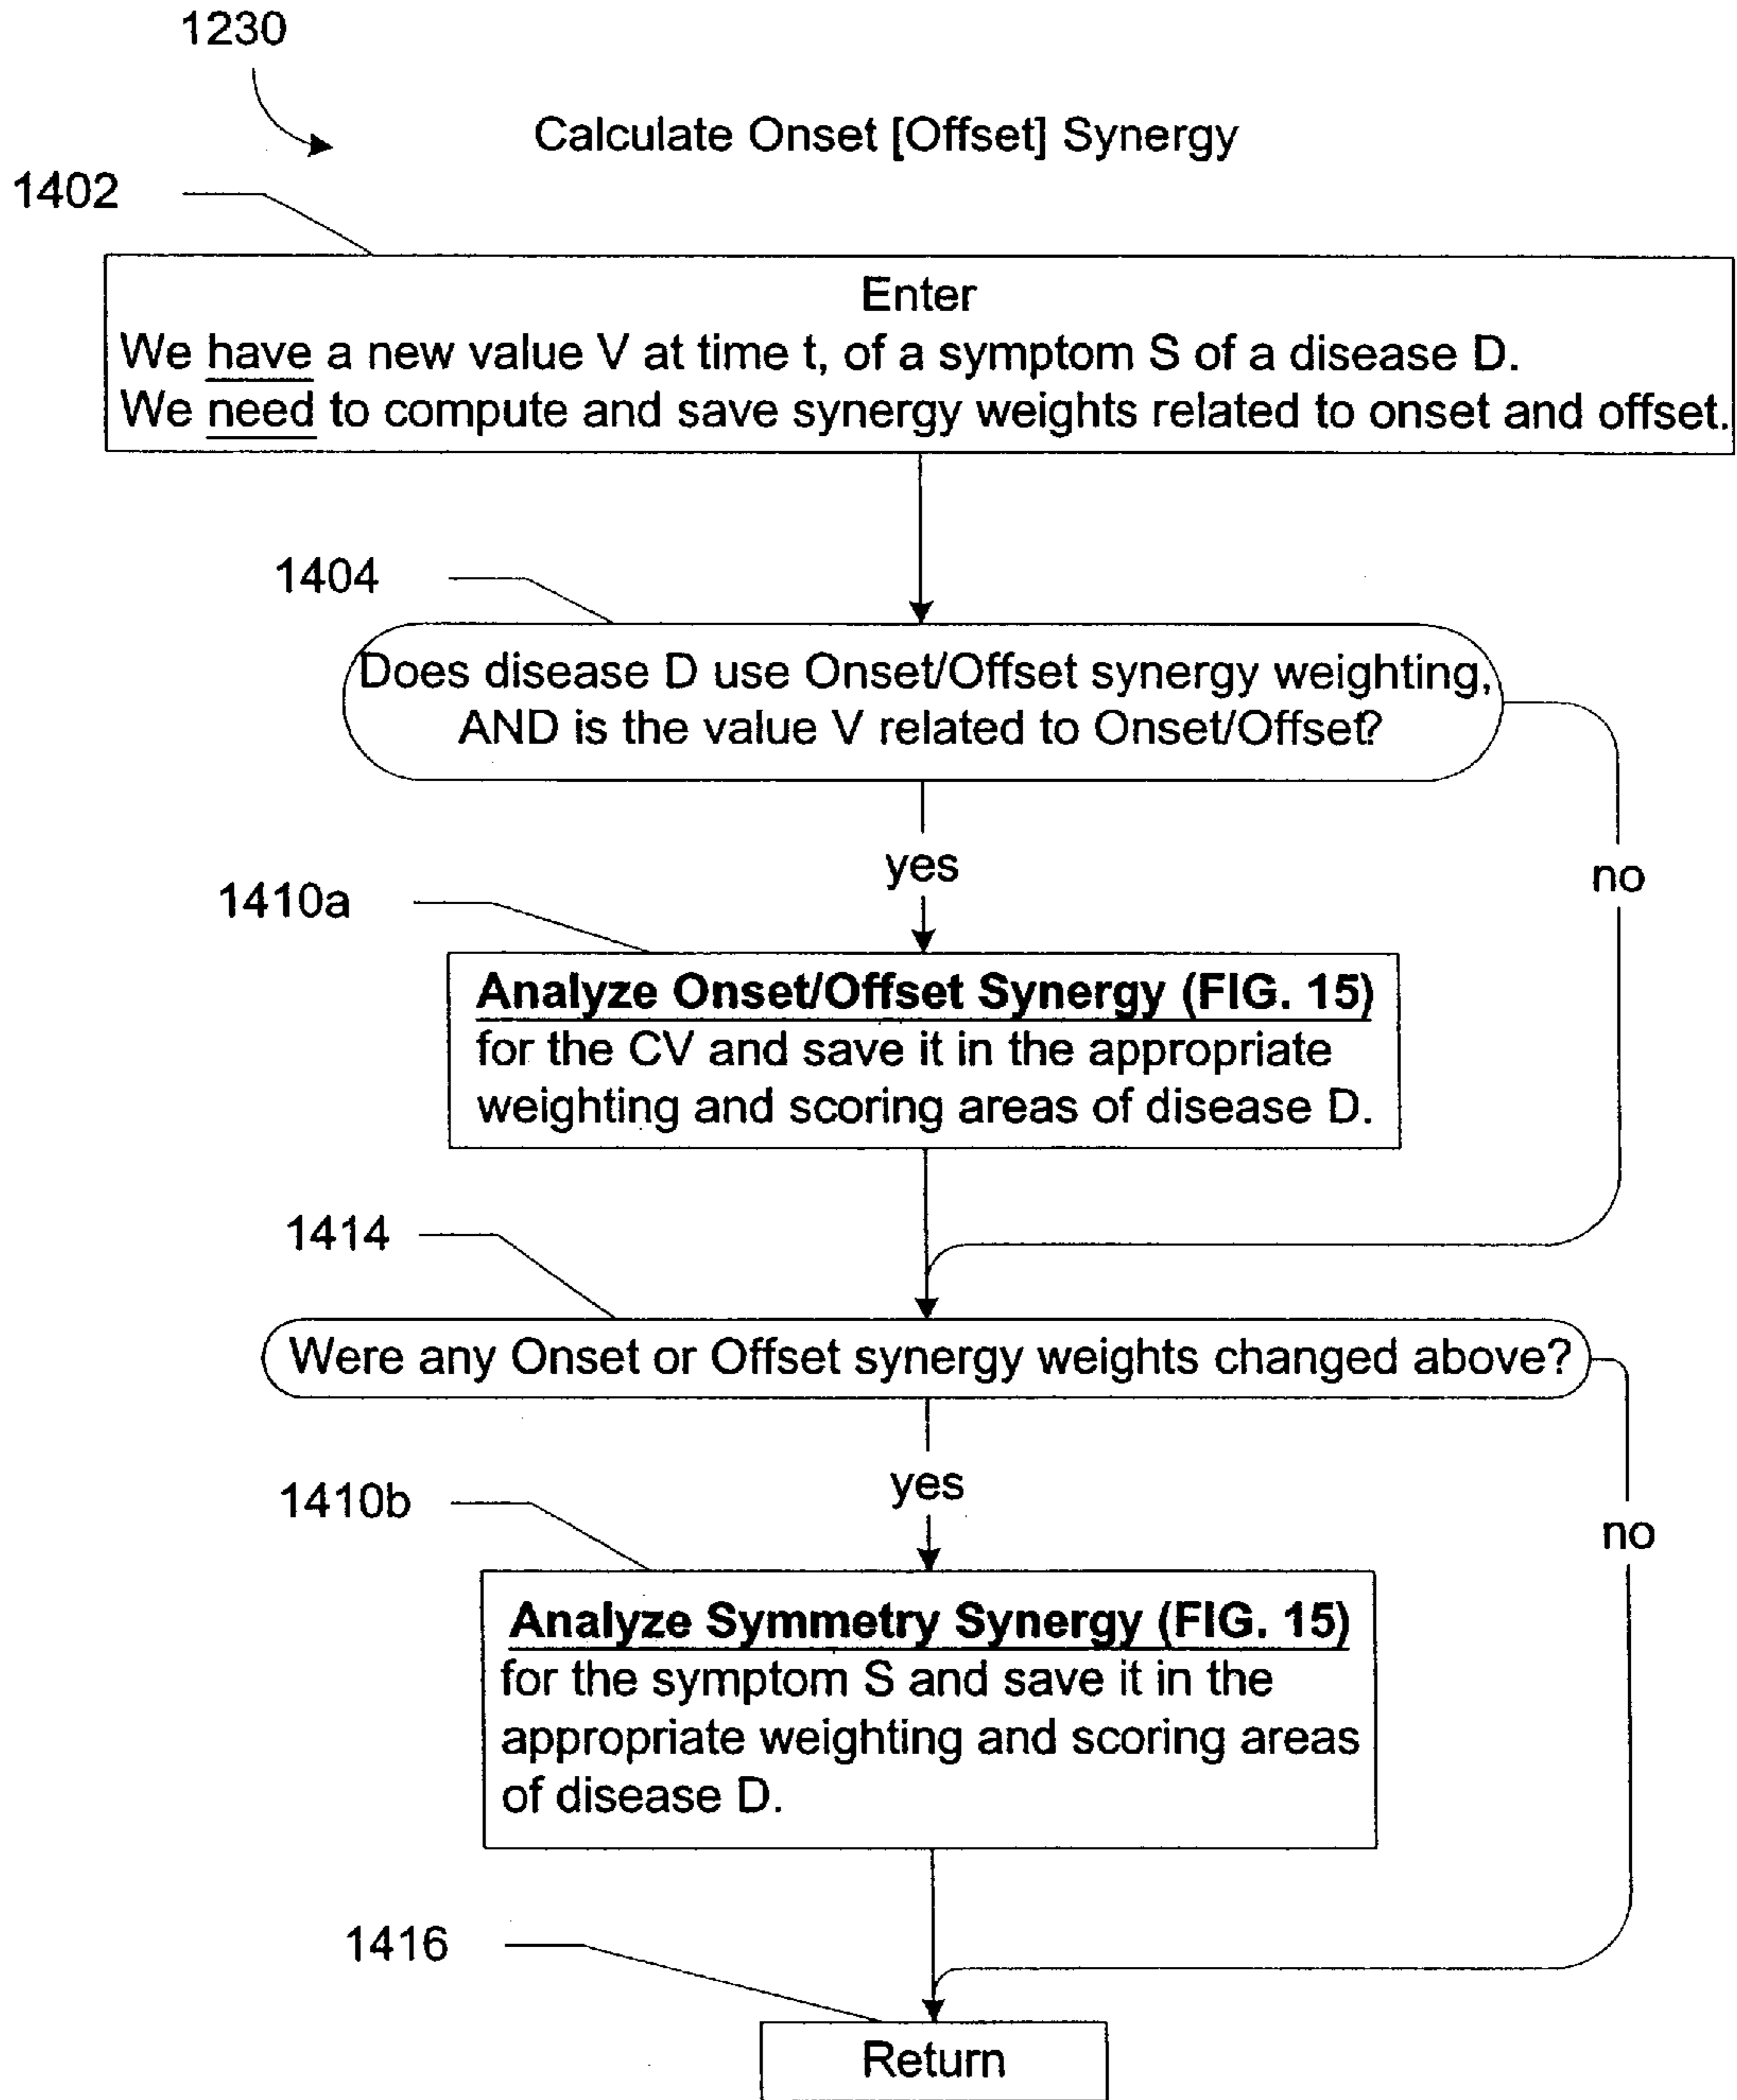 1230
Calculate Onset [Offset] Synergy
1402
Enter
We have a new value V at time t, of a symptom S of a disease D.
We need to compute and save synergy weights related to onset and offset.
1404
Does disease D use Onset/Offset synergy weighting,
AND is the value V related to Onset/Offset?
yes
no
1410a
Analyze Onset/Offset Synergy (FIG. 15)
for the CV and save it in the appropriate
weighting and scoring areas of disease D.
1414
Were any Onset or Offset synergy weights changed above?
yes
no
1410b
Analyze Symmetry Synergy (FIG. 15)
for the symptom S and save it in the
appropriate weighting and scoring areas
of disease D.
1416
Return